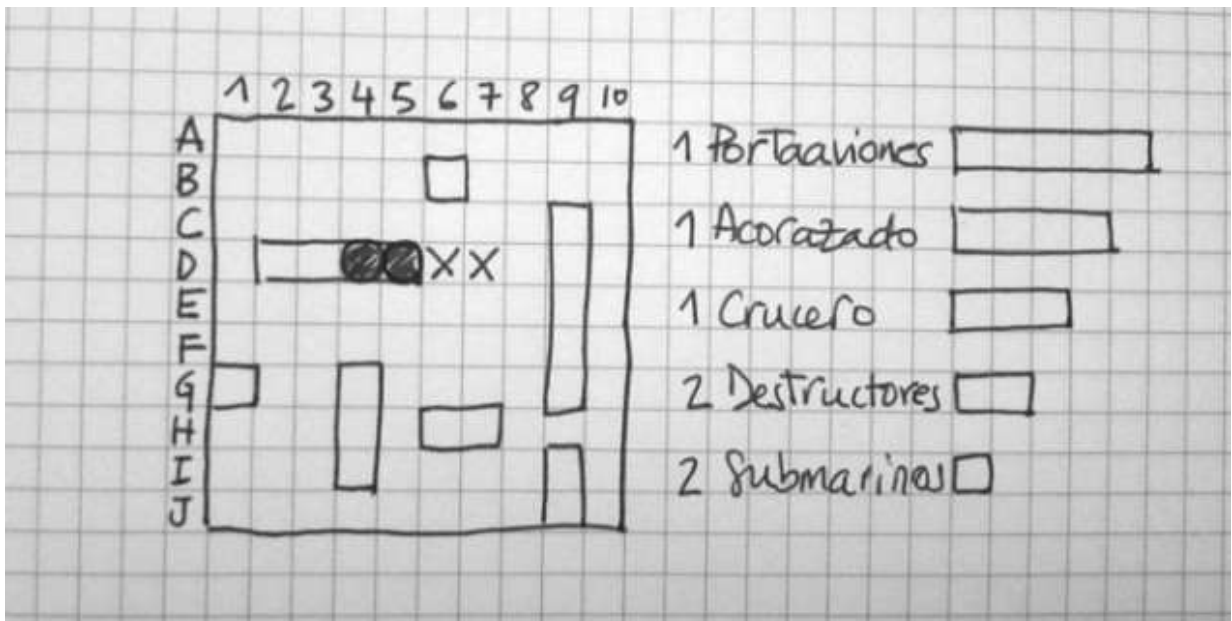 1 2 3 4 5 6 7 8 9 10
A
B
C
D X X
E
F
G
H
I
J
1 Portaaviones
1 Acorazado
1 Crucero
2 Destructores
2 Submarinos